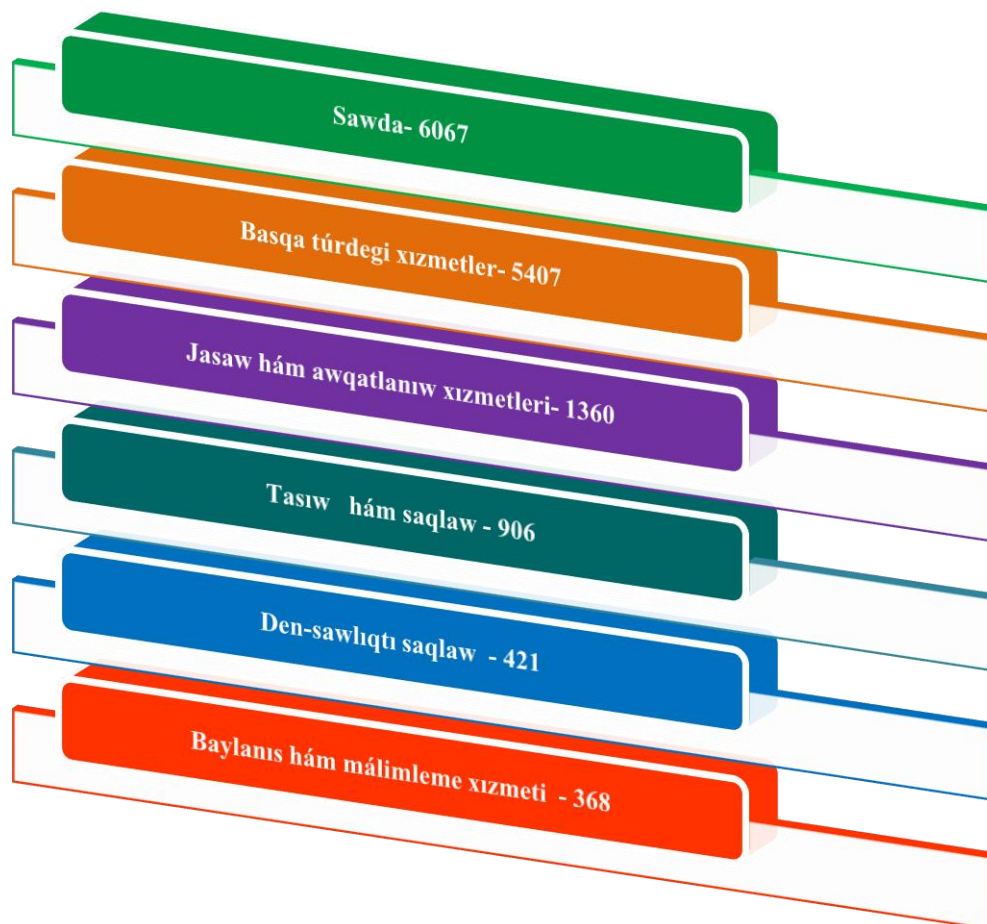 Sawda- 6067
Basqa túrdegi xızmetler- 5407
Jasaw hám awqatlanıw xızmetleri- 1360
Tasıw   hám saqlaw - 906
Den-sawlıqtı saqlaw  - 421
Baylanıs hám málimleme xızmeti  - 368